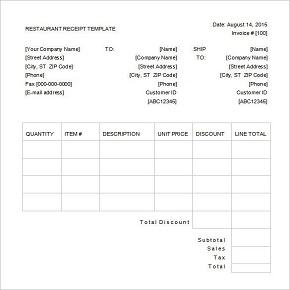 RESTAURANT RECEIPT TEMPLATE
Date: August 14, 2015
Invoice # [100]
[Your Company Name] TO: [Name] SHIP [Name]
[Street Address] [Company Name] TO: [Company Name]
[City, ST ZIP Code] [Street Address] [Street Address]
[Phone] [City, ST ZIP Code] [City, ST ZIP Code]
Fax [000-000-0000] [Phone] [Phone]
[E-mail address] Customer ID Customer ID
[ABC12345] [ABC12345]
QUANTITY ITEM # DESCRIPTION UNIT PRICE DISCOUNT LINE TOTAL
Total Discount
Subtotal
Sales
Tax
Total